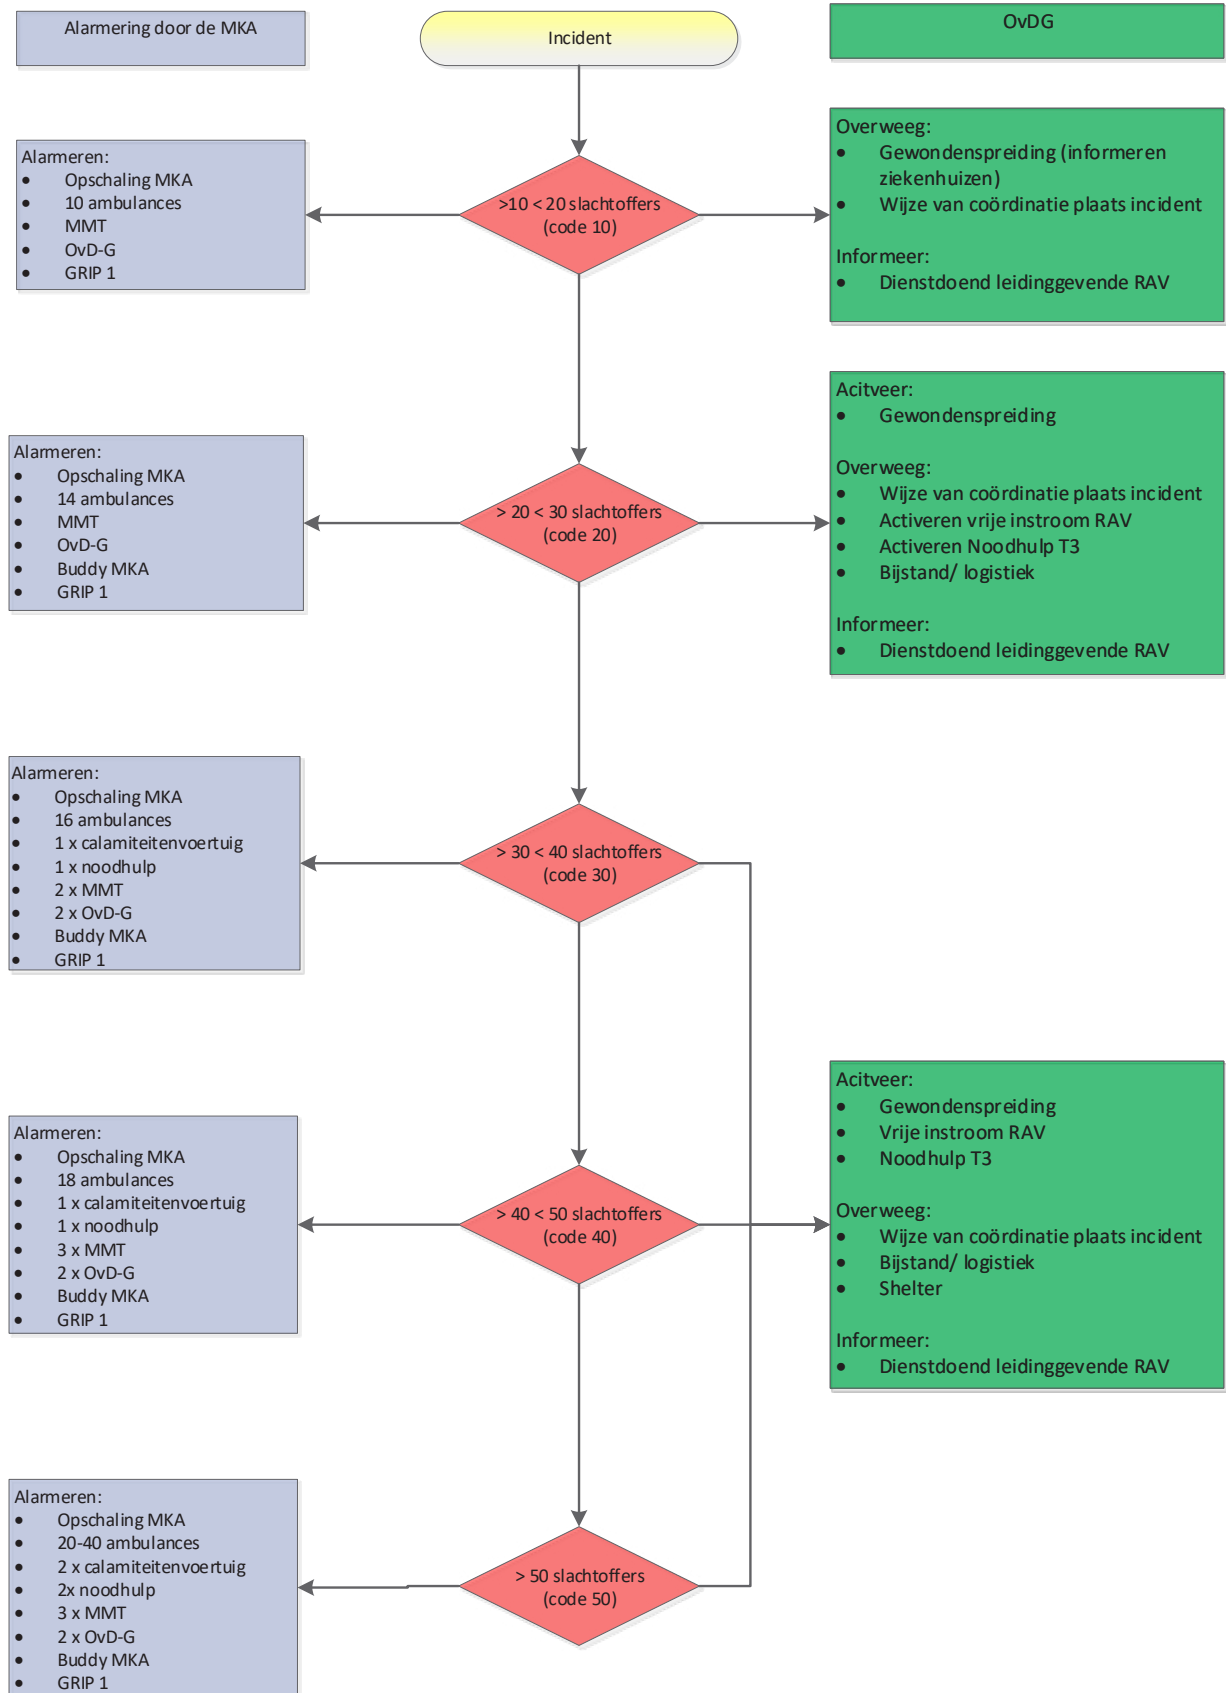 Alarmering door de MKA
Incident
OvDG
Alarmeren:
• Opschaling MKA
• 10 ambulances
• MMT
• OvD-G
• GRIP 1
>10 < 20 slachtoffers
(code 10)
Overweeg:
• Gewondenspreiding (informeren
ziekenhuizen)
• Wijze van coördinatie plaats incident
Informeer:
• Dienstdoend leidinggevende RAV
Alarmeren:
• Opschaling MKA
• 14 ambulances
• MMT
• OvD-G
• Buddy MKA
• GRIP 1
> 20 < 30 slachtoffers
(code 20)
Acitveer:
• Gewondenspreiding
Overweeg:
• Wijze van coördinatie plaats incident
• Activeren vrije instroom RAV
• Activeren Noodhulp T3
• Bijstand/ logistiek
Informeer:
• Dienstdoend leidinggevende RAV
Alarmeren:
• Opschaling MKA
• 16 ambulances
• 1 x calamiteitenvoertuig
• 1 x noodhulp
• 2 x MMT
• 2 x OvD-G
• Buddy MKA
• GRIP 1
> 30 < 40 slachtoffers
(code 30)
Alarmeren:
• Opschaling MKA
• 18 ambulances
• 1 x calamiteitenvoertuig
• 1 x noodhulp
• 3 x MMT
• 2 x OvD-G
• Buddy MKA
• GRIP 1
> 40 < 50 slachtoffers
(code 40)
Acitveer:
• Gewondenspreiding
• Vrije instroom RAV
• Noodhulp T3
Overweeg:
• Wijze van coördinatie plaats incident
• Bijstand/ logistiek
• Shelter
Informeer:
• Dienstdoend leidinggevende RAV
Alarmeren:
• Opschaling MKA
• 20-40 ambulances
• 2 x calamiteitenvoertuig
• 2x noodhulp
• 3 x MMT
• 2 x OvD-G
• Buddy MKA
• GRIP 1
> 50 slachtoffers
(code 50)